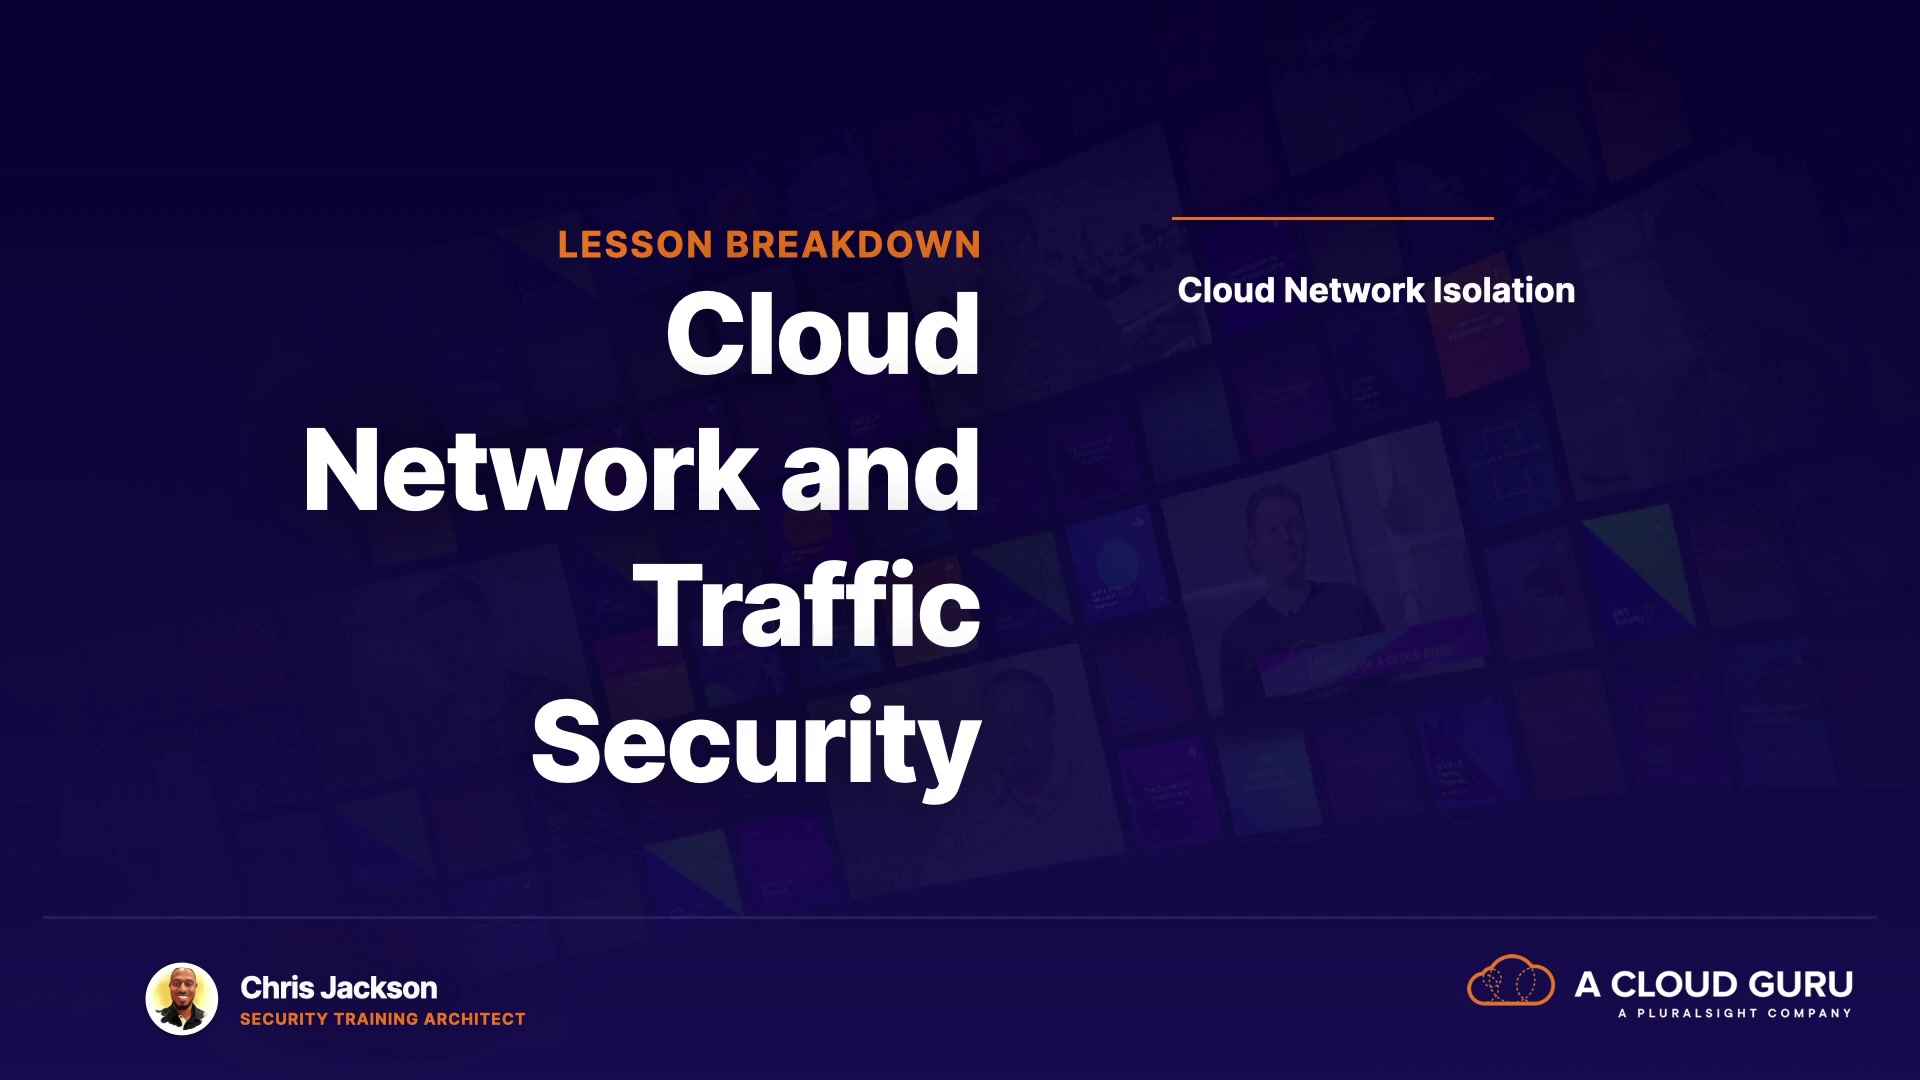 LESSON BREAKDOWN
Cloud
Network and
Traffic
Security
Cloud Network Isolation
Chris Jackson
SECURITY TRAINING ARCHITECT
A CLOUD GURU
A PLURALSIGHT COMPANY